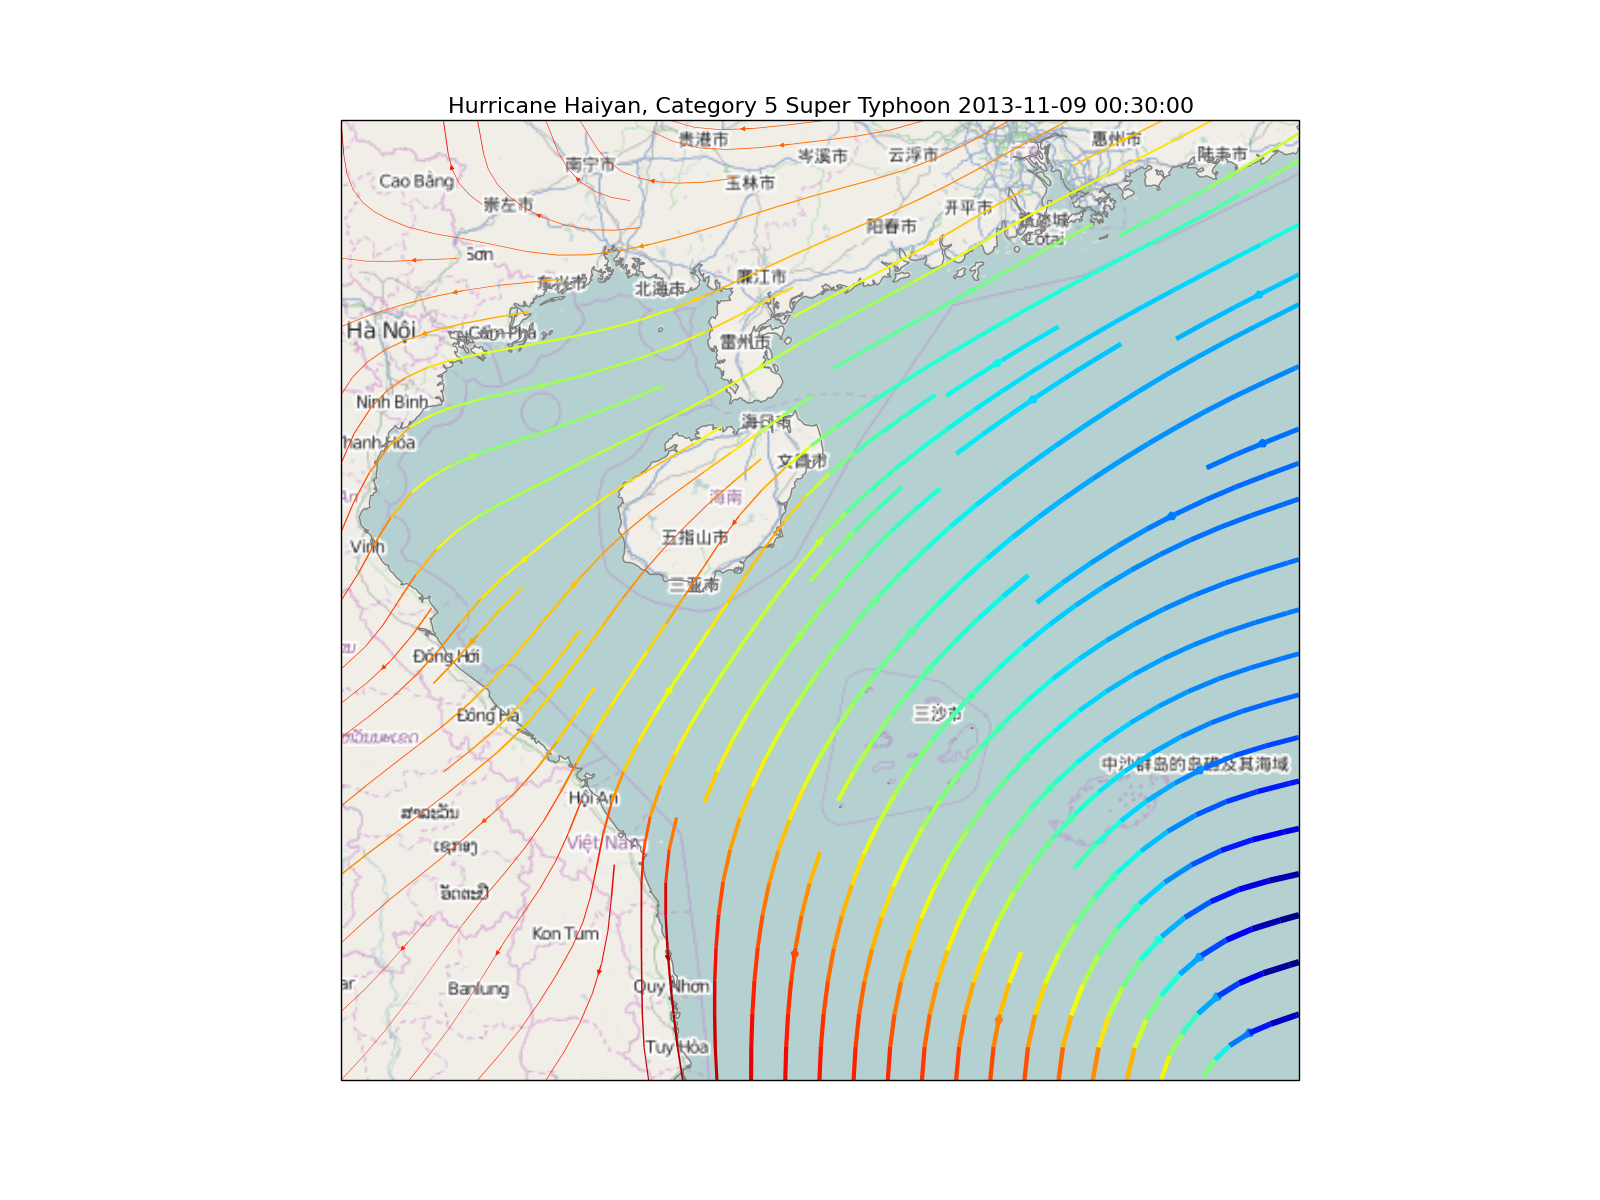 Hurricane Haiyan, Category 5 Super Typhoon 2013-11-09 00:30:00
贵港市
惠州市
岑溪市
云浮市
陆丰市
南宁市
Cao Bằng
玉林市
崇左市
开平市
阳春市
Cotai
Sơn
东兴市
廉江市
北海市
Hà Nội
Cẩm Phả
雷州市
Ninh Bình
海口市
Thanh Hóa
文昌市
海南
五指山市
Vinh
三亚市
Đồng Hới
三沙市
Đông Hà
中沙群岛的岛礁及其海域
Hội An
Việt Nam
Kon Tum
Quy Nhơn
Banlung
Tuy Hòa